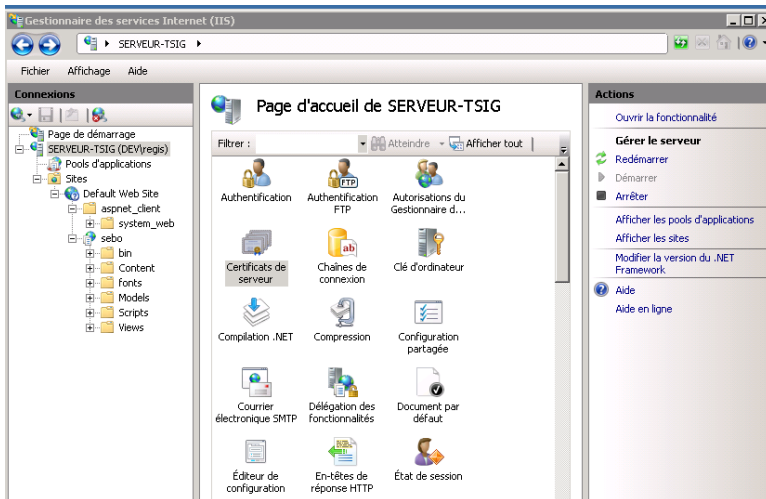 Gestionnaire des services Internet (IIS)
SERVEUR-TSIG
Fichier Affichage Aide
Connexions
Page de démarrage
SERVEUR-TSIG (DEV\regis)
Pools d'applications
Sites
Default Web Site
aspnet_client
system_web
sebo
bin
Content
fonts
Models
Scripts
Views
Page d'accueil de SERVEUR-TSIG
Filtrer : Atteindre Afficher tout
Authentification
Authentification
FTP
Autorisations du
Gestionnaire d...
Certificats de
serveur
Chaînes de
connexion
Clé d'ordinateur
Compilation .NET
Compression
Configuration
partagée
Courrier
électronique SMTP
Délégation des
fonctionnalités
Document par
défaut
Éditeur de
configuration
En-têtes de
réponse HTTP
État de session
Actions
Ouvrir la fonctionnalité
Gérer le serveur
Redémarrer
Démarrer
Arrêter
Afficher les pools d'applications
Afficher les sites
Modifier la version du .NET
Framework
Aide
Aide en ligne